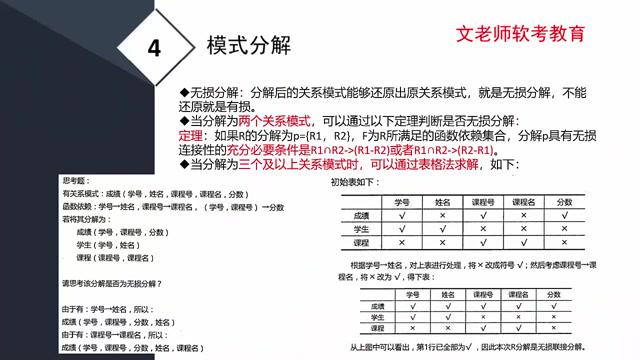 4
模式分解
文老师软考教育
◆无损分解：分解后的关系模式能够还原出原关系模式，就是无损分解，不能
还原就是有损。
◆当分解为两个关系模式，可以通过以下定理判断是否无损分解：
定理：如果R的分解为p={R1，R2}，F为R所满足的函数依赖集合，分解p具有无损
连接性的充分必要条件是R1∩R2->(R1-R2)或者R1∩R2->(R2-R1)。
◆当分解为三个及以上关系模式时，可以通过表格法求解，如下：
思考题：
有关系模式：成绩（学号，姓名，课程号，课程名，分数）
函数依赖：学号→姓名，课程号→课程名，（学号，课程号）→分数
若将其分解为：
成绩（学号，课程号，分数）
学生（学号，姓名）
课程（课程号，课程名）
请思考该分解是否为无损分解？
由于有：学号→姓名，所以：
成绩（学号，课程号，分数，姓名）
由于有：课程号→课程名，所以：
成绩（学号，课程号，分数，姓名，课程名）
初始表如下：
学号 姓名 课程号 课程名 分数
成绩 √ × √ × √
学生 √ √ × × ×
课程 × × √ √ ×
根据学号→姓名，对上表进行处理，将×改成符号√；然后考虑课程号→课
程名，将×改为√，得下表：
学号 姓名 课程号 课程名 分数
成绩 √ √ √ √ √
学生 √ √ × × ×
课程 × × √ √ ×
从上图中可以看出，第1行已全部为√，因此本次R分解是无损联接分解。